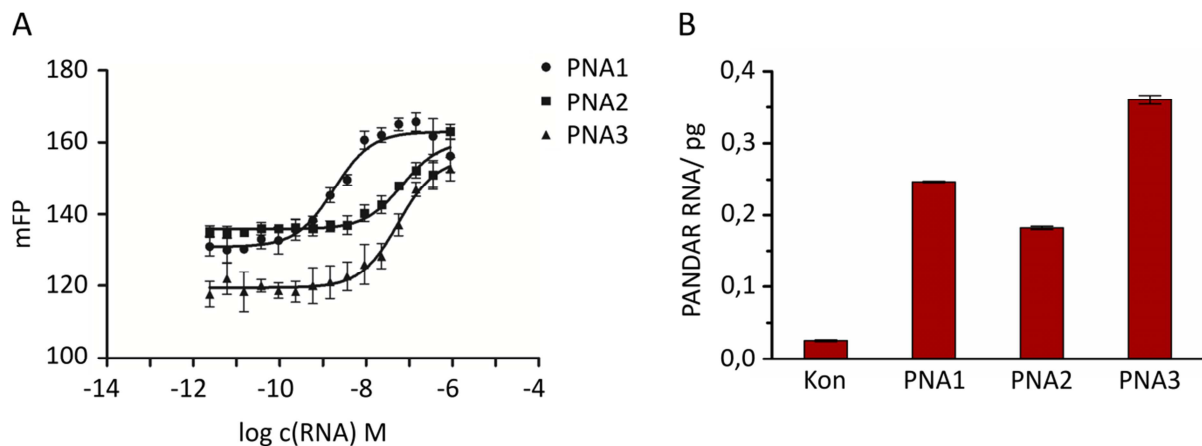 A
180
160
140
120
100
mFP
-14
-12
-10
-8
-6
-4
log c(RNA) M
PNA1
PNA2
PNA3
B
0,4
0,3
0,2
0,1
0,0
PANDAR RNA/ pg
Kon
PNA1
PNA2
PNA3